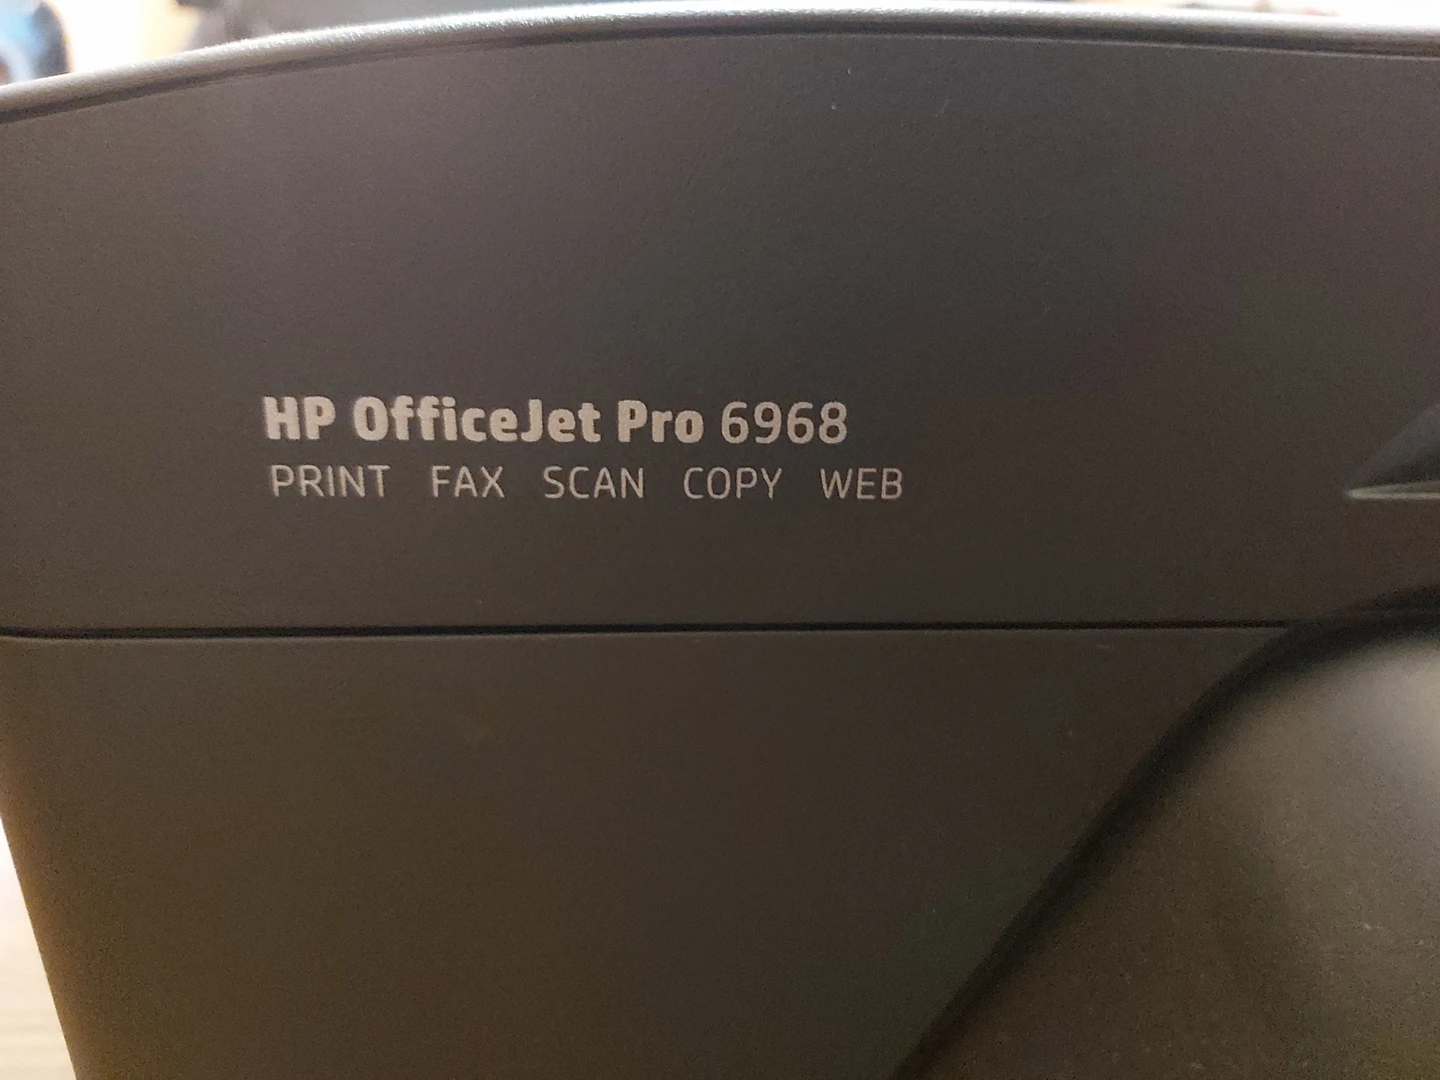 HP OfficeJet Pro 6968
PRINT FAX SCAN COPY WEB